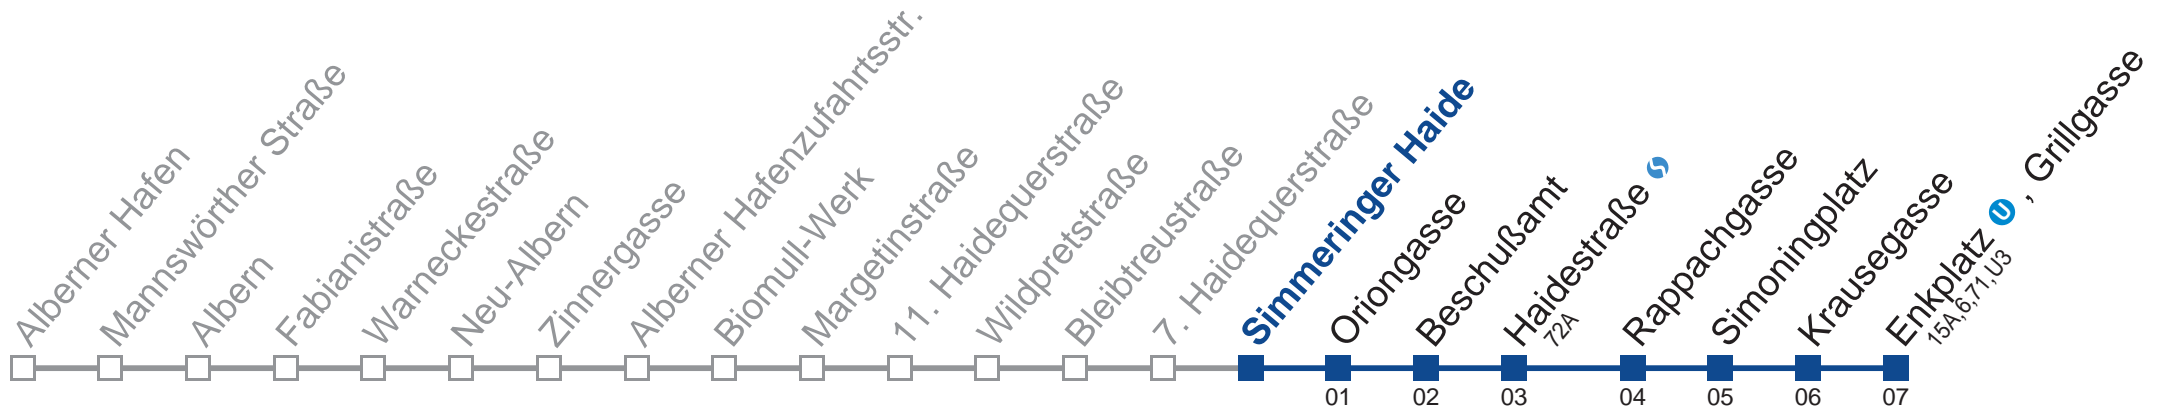 Alberner Hafen
Mannswörther Straße
Albern
Fabianistraße
Warneckestraße
Neu-Albern
Zinnergasse
Alberner Hafenzufahrtsstr.
Biomull-Werk
Margetinstraße
11. Haidequerstraße
Wildpretstraße
Bleibtreustraße
7. Haidequerstraße
Simmeringer Haide
Oriongasse
Beschußamt
Haidestraße
72A
Rappachgasse
Simoningplatz
Krausegasse
Enkplatz U , Grillgasse
15A,6,71,U3
01 02 03 04 05 06 07